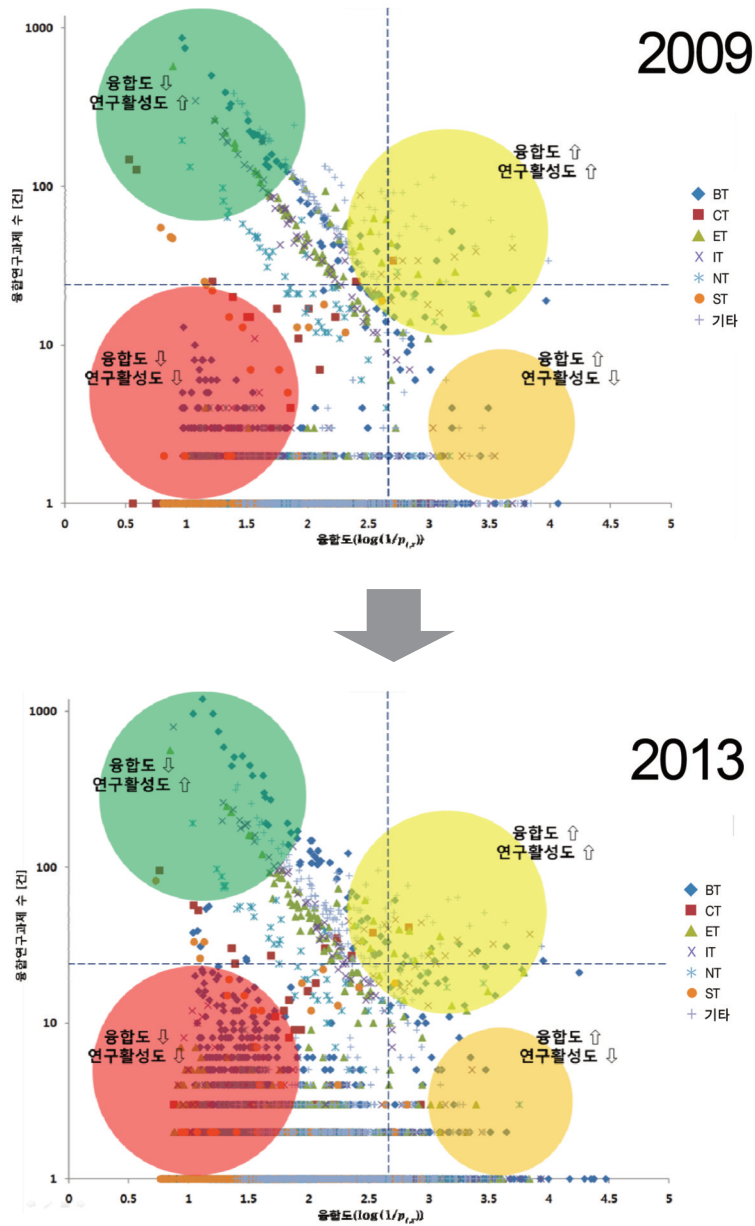 2009
1000
100
10
1
융합연구과제 수 [건]
융합도 ⇩
연구활성도 ⇧
융합도 ⇧
연구활성도 ⇧
융합도 ⇩
연구활성도 ⇩
융합도 ⇧
연구활성도 ⇩
BT
CT
ET
IT
NT
ST
기타
0 0.5 1 1.5 2 2.5 3 3.5 4 4.5 5
융합도(log(1/p_{i,x})}
2013
1000
100
10
1
융합연구과제 수 [건]
융합도 ⇩
연구활성도 ⇧
융합도 ⇧
연구활성도 ⇧
융합도 ⇩
연구활성도 ⇩
융합도 ⇧
연구활성도 ⇩
BT
CT
ET
IT
NT
ST
기타
0 0.5 1 1.5 2 2.5 3 3.5 4 4.5 5
융합도(log(1/p_{i,x})}